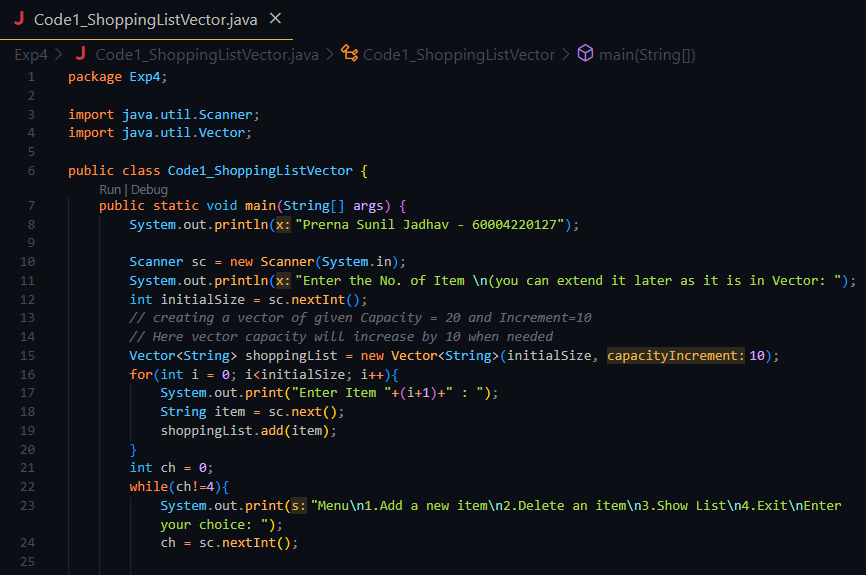 J Code1_ShoppingListVector.java ×
Exp4 > J Code1_ShoppingListVector.java > Code1_ShoppingListVector > main(String[])
1 package Exp4;
2
3 import java.util.Scanner;
4 import java.util.Vector;
5
6 public class Code1_ShoppingListVector {
Run | Debug
7 public static void main(String[] args) {
8 System.out.println(x: "Prerna Sunil Jadhav - 60004220127");
9
10 Scanner sc = new Scanner(System.in);
11 System.out.println(x: "Enter the No. of Item \n(you can extend it later as it is in Vector: ");
12 int initialSize = sc.nextInt();
13 // creating a vector of given Capacity = 20 and Increment=10
14 // Here vector capacity will increase by 10 when needed
15 Vector<String> shoppingList = new Vector<String>(initialSize, capacityIncrement: 10);
16 for(int i = 0; i<initialSize; i++){
17 System.out.print("Enter Item "+(i+1)+" : ");
18 String item = sc.next();
19 shoppingList.add(item);
20 }
21 int ch = 0;
22 while(ch!=4){
23 System.out.print(s: "Menu\n1.Add a new item\n2.Delete an item\n3.Show List\n4.Exit\nEnter
your choice: ");
24 ch = sc.nextInt();
25